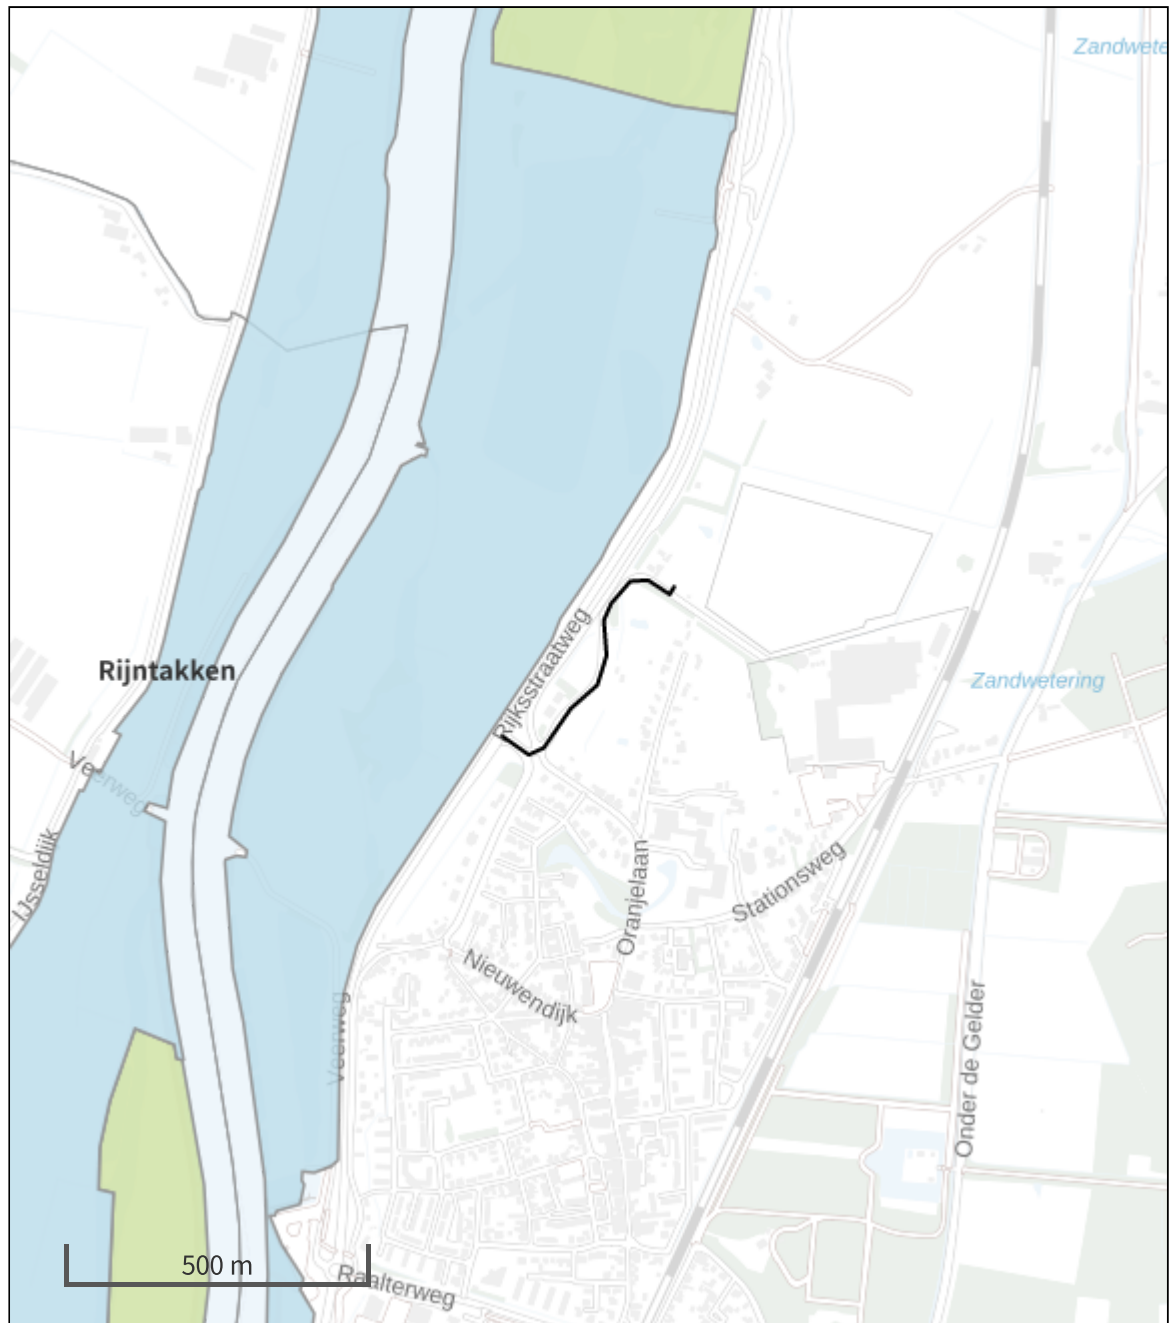 Zandwete
Rijksstraatweg
Rijntakken
Zandwetering
Veerweg
IJsseldijk
Oranjelaan
Stationsweg
Nieuwendijk
Veerweg
Onder de Gelder
500 m
Raalterweg